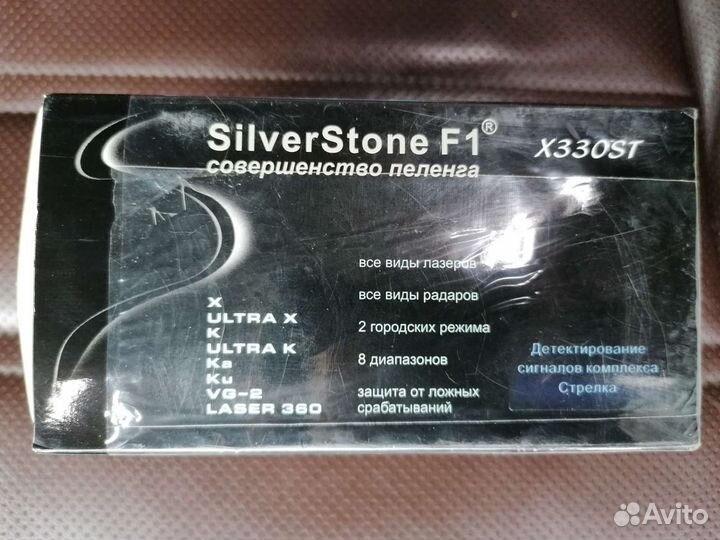 SilverStone F1®
X330ST
совершенство пеленга
X
ULTRA X
K
ULTRA K
Ka
Ku
VG-2
LASER 360
все виды лазеров
все виды радаров
2 городских режима
8 диапазонов
защита от ложных
срабатываний
Детектирование
сигналов комплекса
Стрелка
Avito